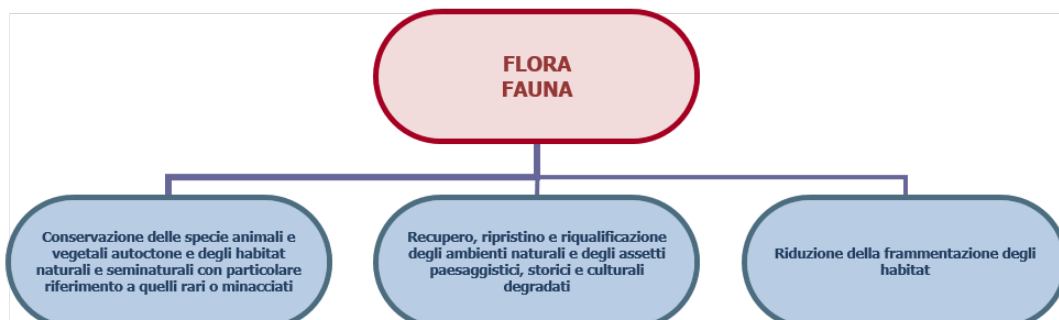 FLORA
FAUNA
Conservazione delle specie animali e
vegetali autoctone e degli habitat
naturali e seminaturali con particolare
riferimento a quelli rari o minacciati
Recupero, ripristino e riqualificazione
degli ambienti naturali e degli assetti
paesaggistici, storici e culturali
degradati
Riduzione della frammentazione degli
habitat